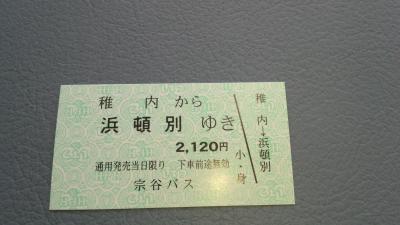 稚内から
浜頓別ゆき
2,120円
通用発売当日限り 下車前途無効
宗谷バス
稚内→浜頓別
小・身